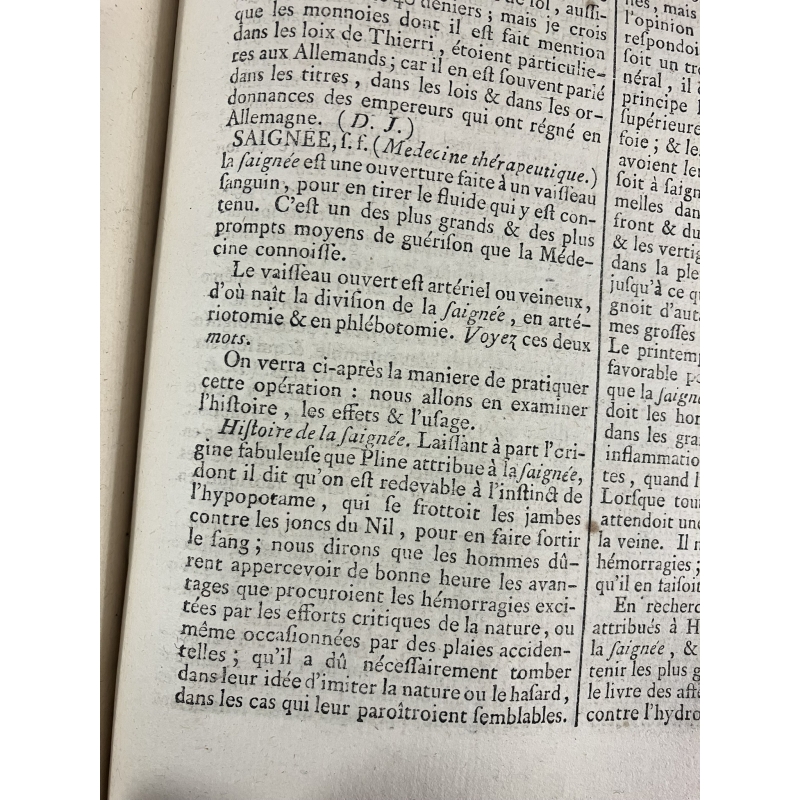 40 deniers; mais je crois
que les monnoies dont il eſt fait mention
dans les loix de Thierri, étoient particulie-
res aux Allemands; car il en eſt ſouvent parlé
dans les titres, dans les lois & dans les or-
donnances des empereurs qui ont régné en
Allemagne. (D. J.)
SAIGNÉE, ſ. f. (Medecine thérapeutique.)
la ſaignée eſt une ouverture faite à un vaiſſeau
ſanguin, pour en tirer le fluide qui y eſt con-
tenu. C'eſt un des plus grands & des plus
prompts moyens de guériſon que la Méde-
cine connoiſſe.
Le vaiſſeau ouvert eſt artériel ou veineux,
d'où naît la diviſion de la ſaignée, en arté-
riotomie & en phlébotomie. Voyez ces deux
mots.
On verra ci-après la maniere de pratiquer
cette opération : nous allons en examiner
l'hiſtoire, les effets & l'uſage.
Hiſtoire de la ſaignée. Laiſſant à part l'ori-
gine fabuleuſe que Pline attribue à la ſaignée,
dont il dit qu'on eſt redevable à l'inſtinct de
l'hypopotame, qui ſe frottoit les jambes
contre les joncs du Nil, pour en faire ſortir
le ſang; nous dirons que les hommes dû-
rent appercevoir de bonne heure les avan-
tages que procuroient les hémorragies exci-
tées par les efforts critiques de la nature, ou
même occaſionnées par des plaies acciden-
telles; qu'il a dû néceſſairement tomber
dans leur idée d'imiter la nature ou le haſard,
dans les cas qui leur paroîtroient ſemblables.
mais
l'opinion
reſpondoi
ſoit un tr
néral, il
principe
ſupérieure
foie; & le
avoient le
ſoit à ſaig
melles dan
front & du
& les vertig
dans la ple
juſqu'à ce q
gnoit d'aut
mes groſſes
Le printem
favorable
que la ſaign
doit les hor
dans les gra
inflammatio
tes, quand l
Lorſque tou
attendoit un
la veine. Il n
hémorragies;
qu'il en faiſoit
En recherc
attribués à H
la ſaignée, &
tenir les plus g
le livre des affe
contre l'hydro